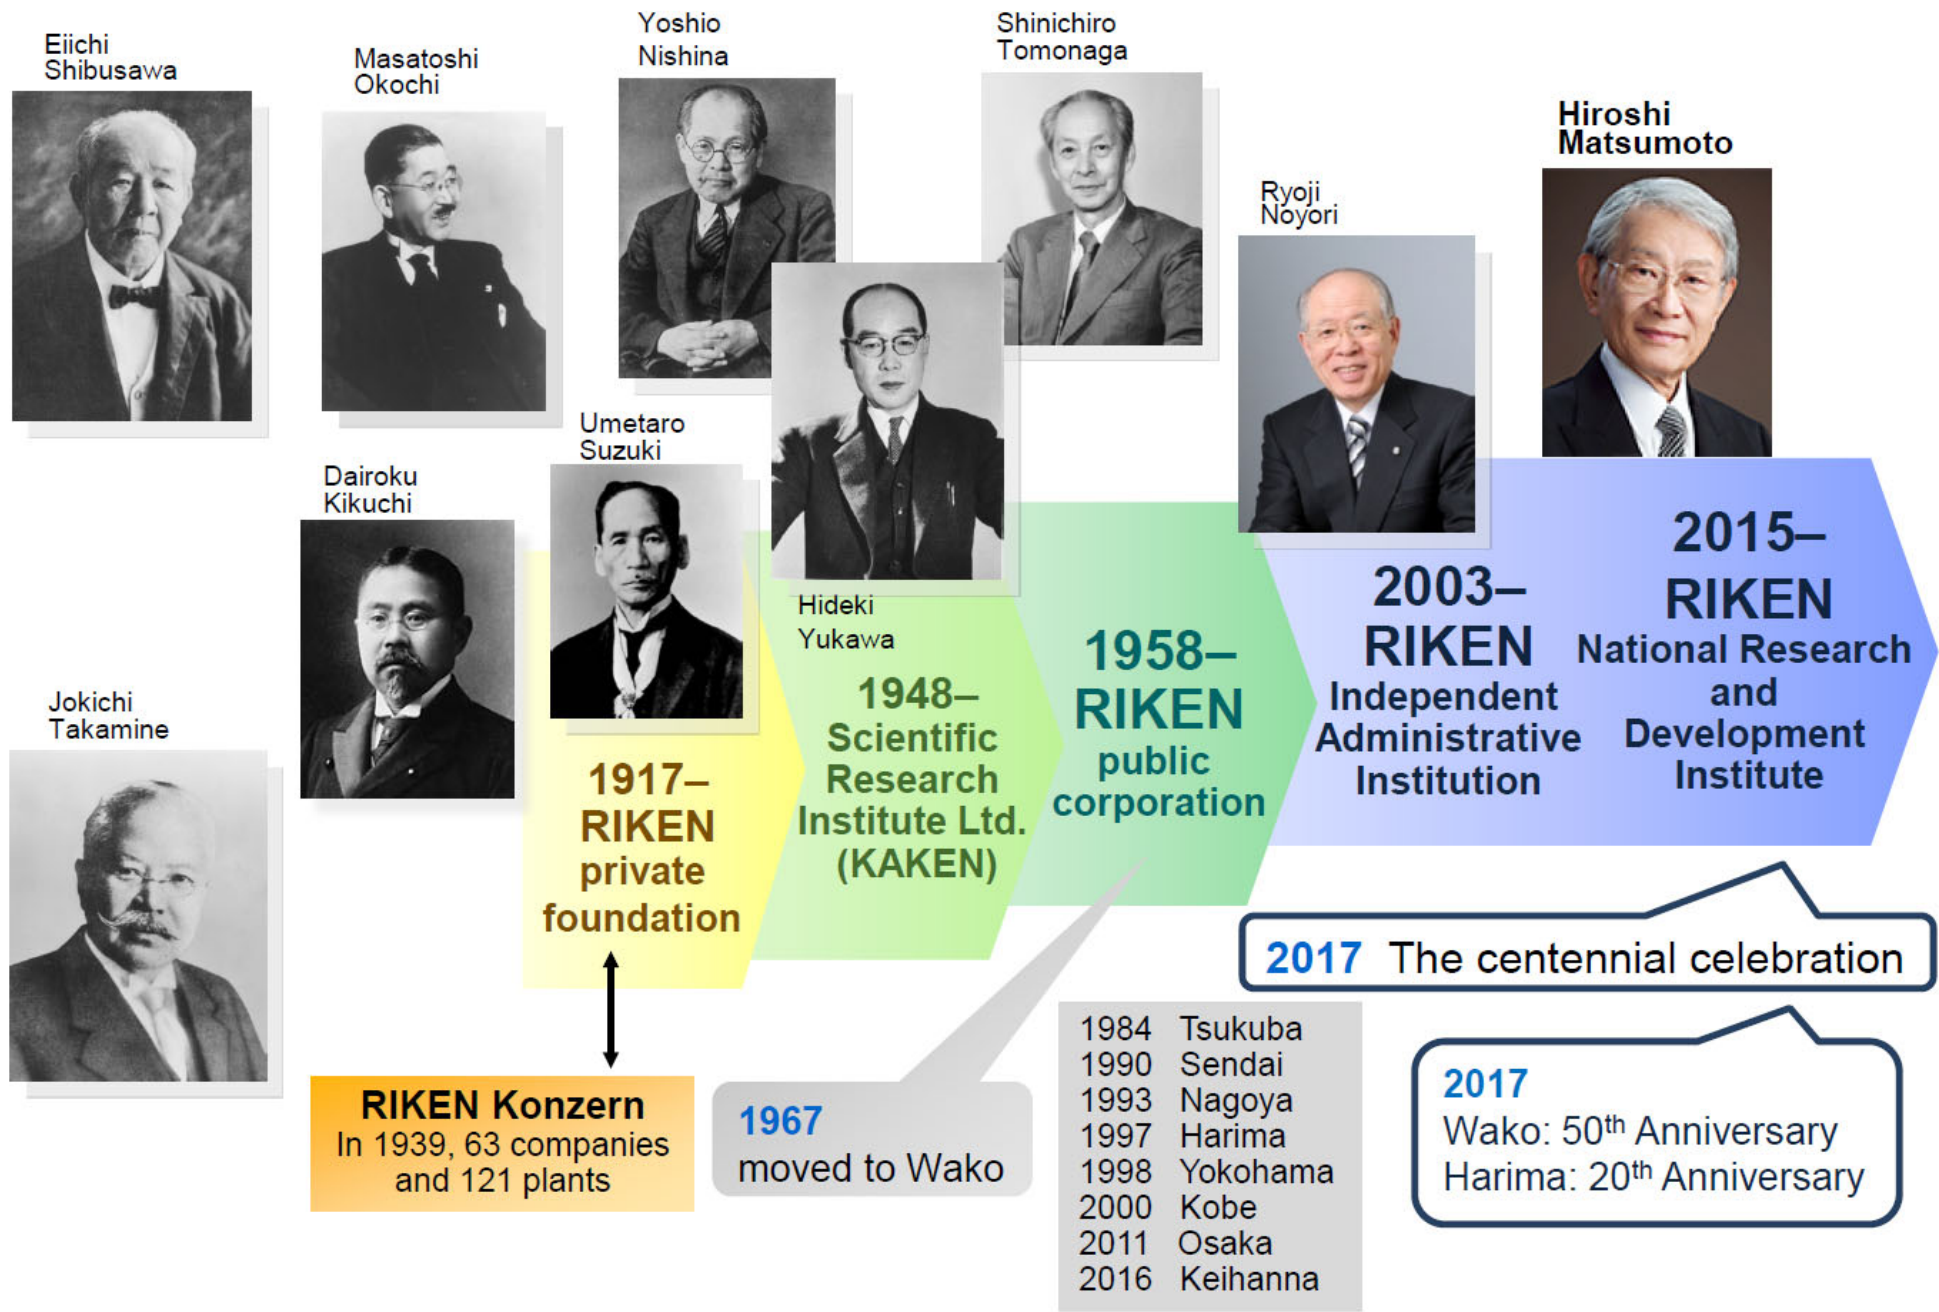 Eiichi
Shibusawa
Masatoshi
Okochi
Yoshio
Nishina
Shinichiro
Tomonaga
Hiroshi
Matsumoto
Ryoji
Noyori
Umetaro
Suzuki
Dairoku
Kikuchi
Hideki
Yukawa
Jokichi
Takamine
1917–
RIKEN
private
foundation
1948–
Scientific
Research
Institute Ltd.
(KAKEN)
1958–
RIKEN
public
corporation
2003–
RIKEN
Independent
Administrative
Institution
2015–
RIKEN
National Research
and
Development
Institute
2017 The centennial celebration
RIKEN Konzern
In 1939, 63 companies
and 121 plants
1967
moved to Wako
1984 Tsukuba
1990 Sendai
1993 Nagoya
1997 Harima
1998 Yokohama
2000 Kobe
2011 Osaka
2016 Keihanna
2017
Wako: 50th Anniversary
Harima: 20th Anniversary